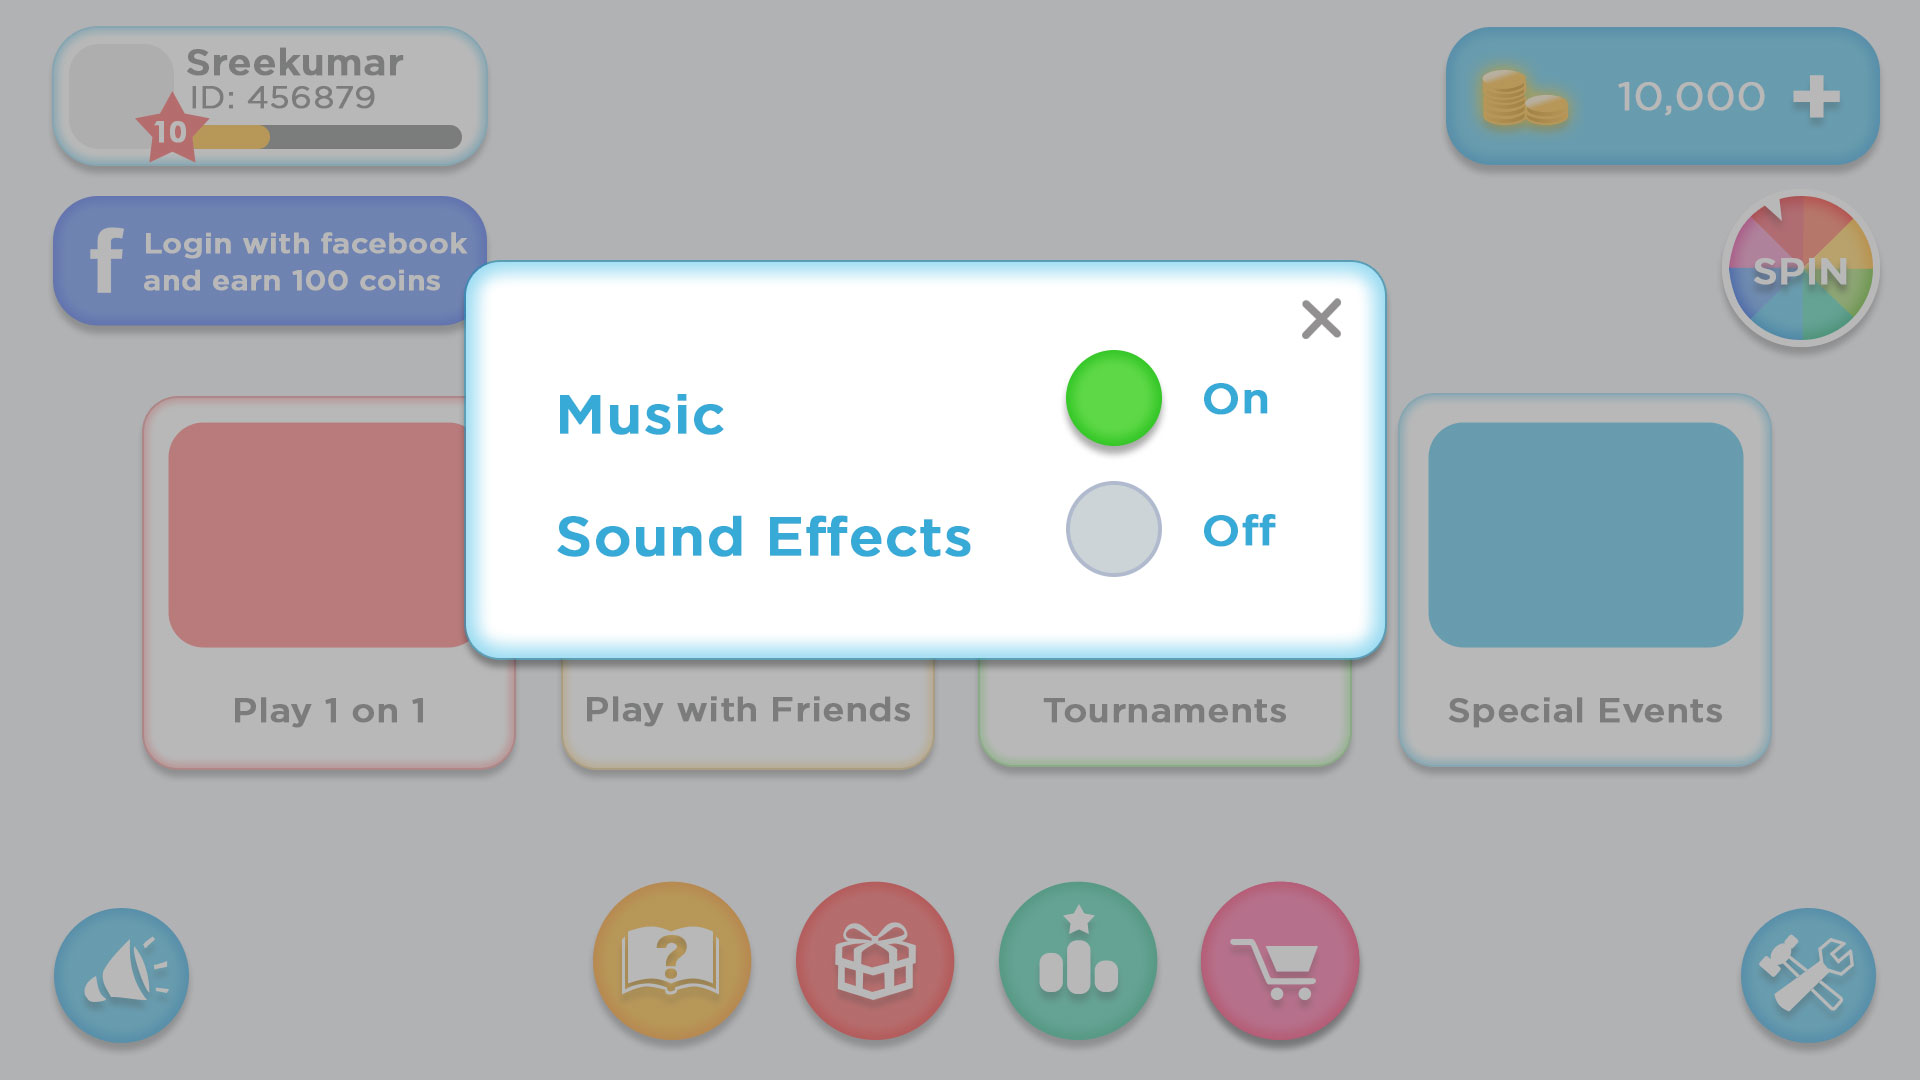 Sreekumar
ID: 456879
10
10,000
f Login with facebook
and earn 100 coins
SPIN
Music
On
Sound Effects
Off
Play 1 on 1
Play with Friends
Tournaments
Special Events
?